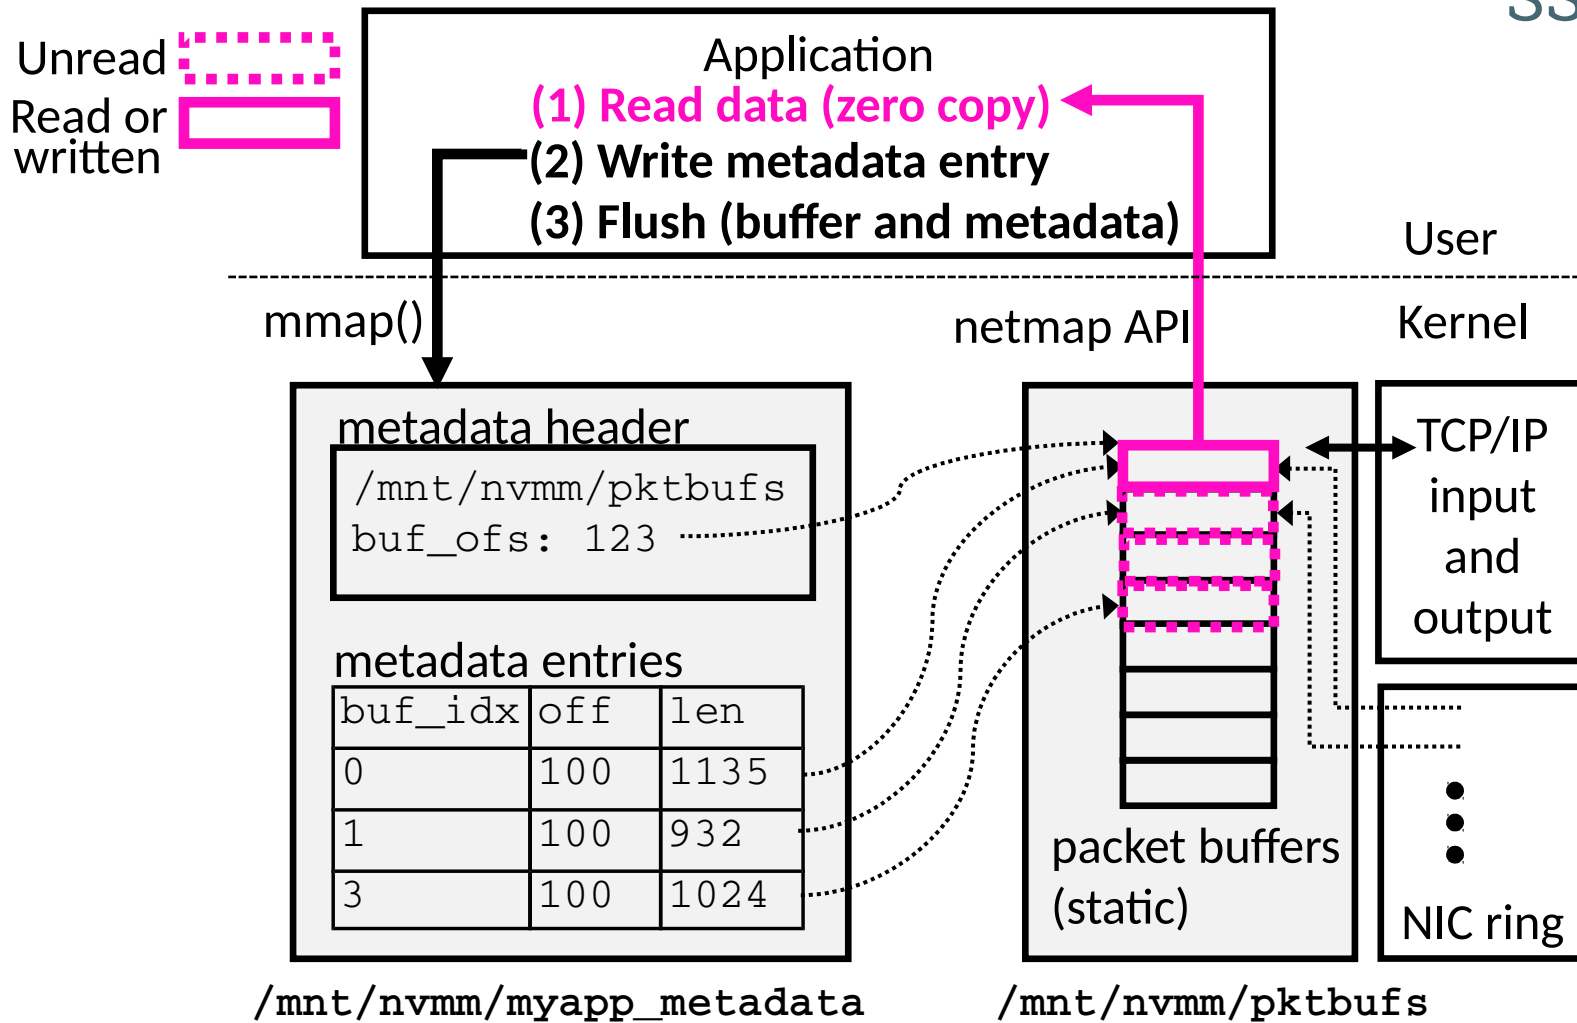 Unread
Read or
written
Application
(1) Read data (zero copy)
(2) Write metadata entry
(3) Flush (buffer and metadata)
User
mmap()
netmap API
Kernel
metadata header
/mnt/nvmm/pktbufs
buf_ofs: 123
metadata entries
buf_idx off len
0 100 1135
1 100 932
3 100 1024
packet buffers
(static)
TCP/IP
input
and
output
NIC ring
/mnt/nvmm/myapp_metadata
/mnt/nvmm/pktbufs